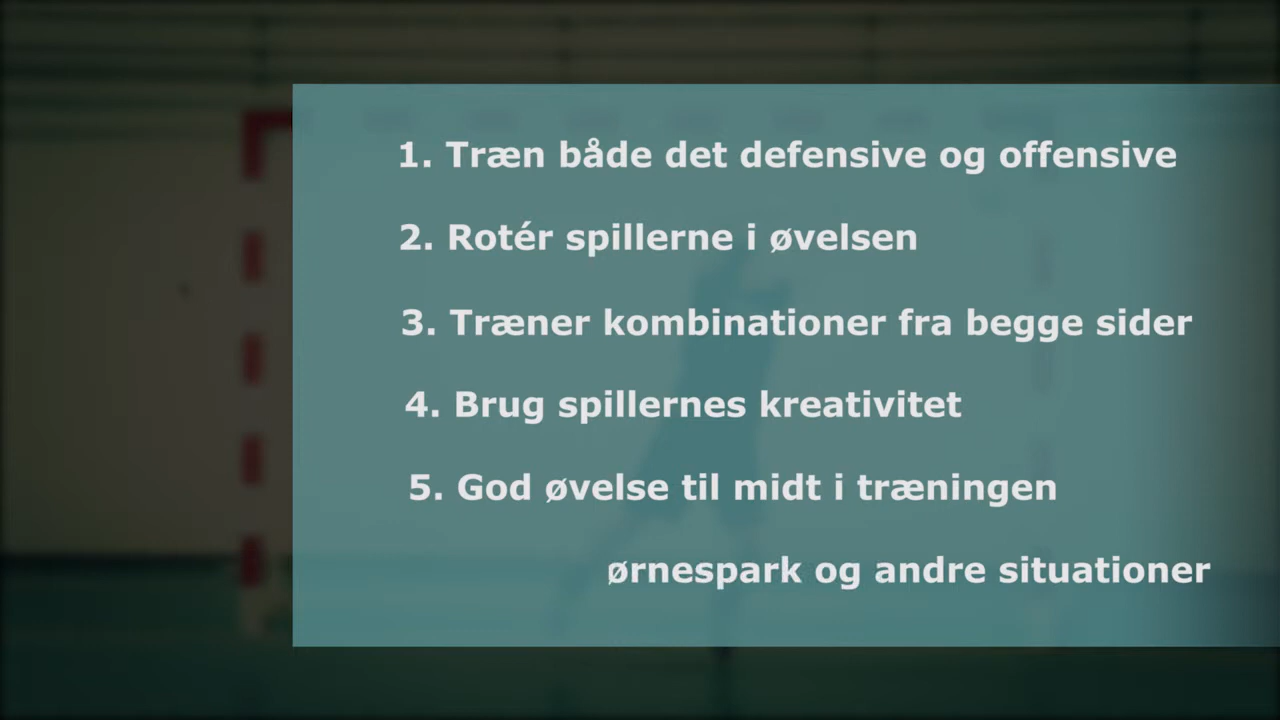 1. Træn både det defensive og offensive
2. Rotér spillerne i øvelsen
3. Træner kombinationer fra begge sider
4. Brug spillernes kreativitet
5. God øvelse til midt i træningen
ørnespark og andre situationer